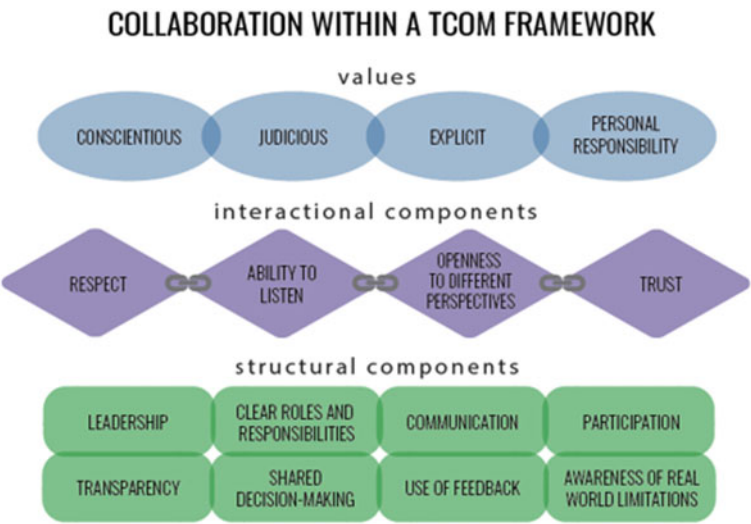 COLLABORATION WITHIN A TCOM FRAMEWORK
values
CONSCIENTIOUS
JUDICIOUS
EXPLICIT
PERSONAL
RESPONSIBILITY
interactional components
RESPECT
ABILITY TO
LISTEN
OPENNESS
TO DIFFERENT
PERSPECTIVES
TRUST
structural components
LEADERSHIP
CLEAR ROLES AND
RESPONSIBILITIES
COMMUNICATION
PARTICIPATION
TRANSPARENCY
SHARED
DECISION-MAKING
USE OF FEEDBACK
AWARENESS OF REAL
WORLD LIMITATIONS